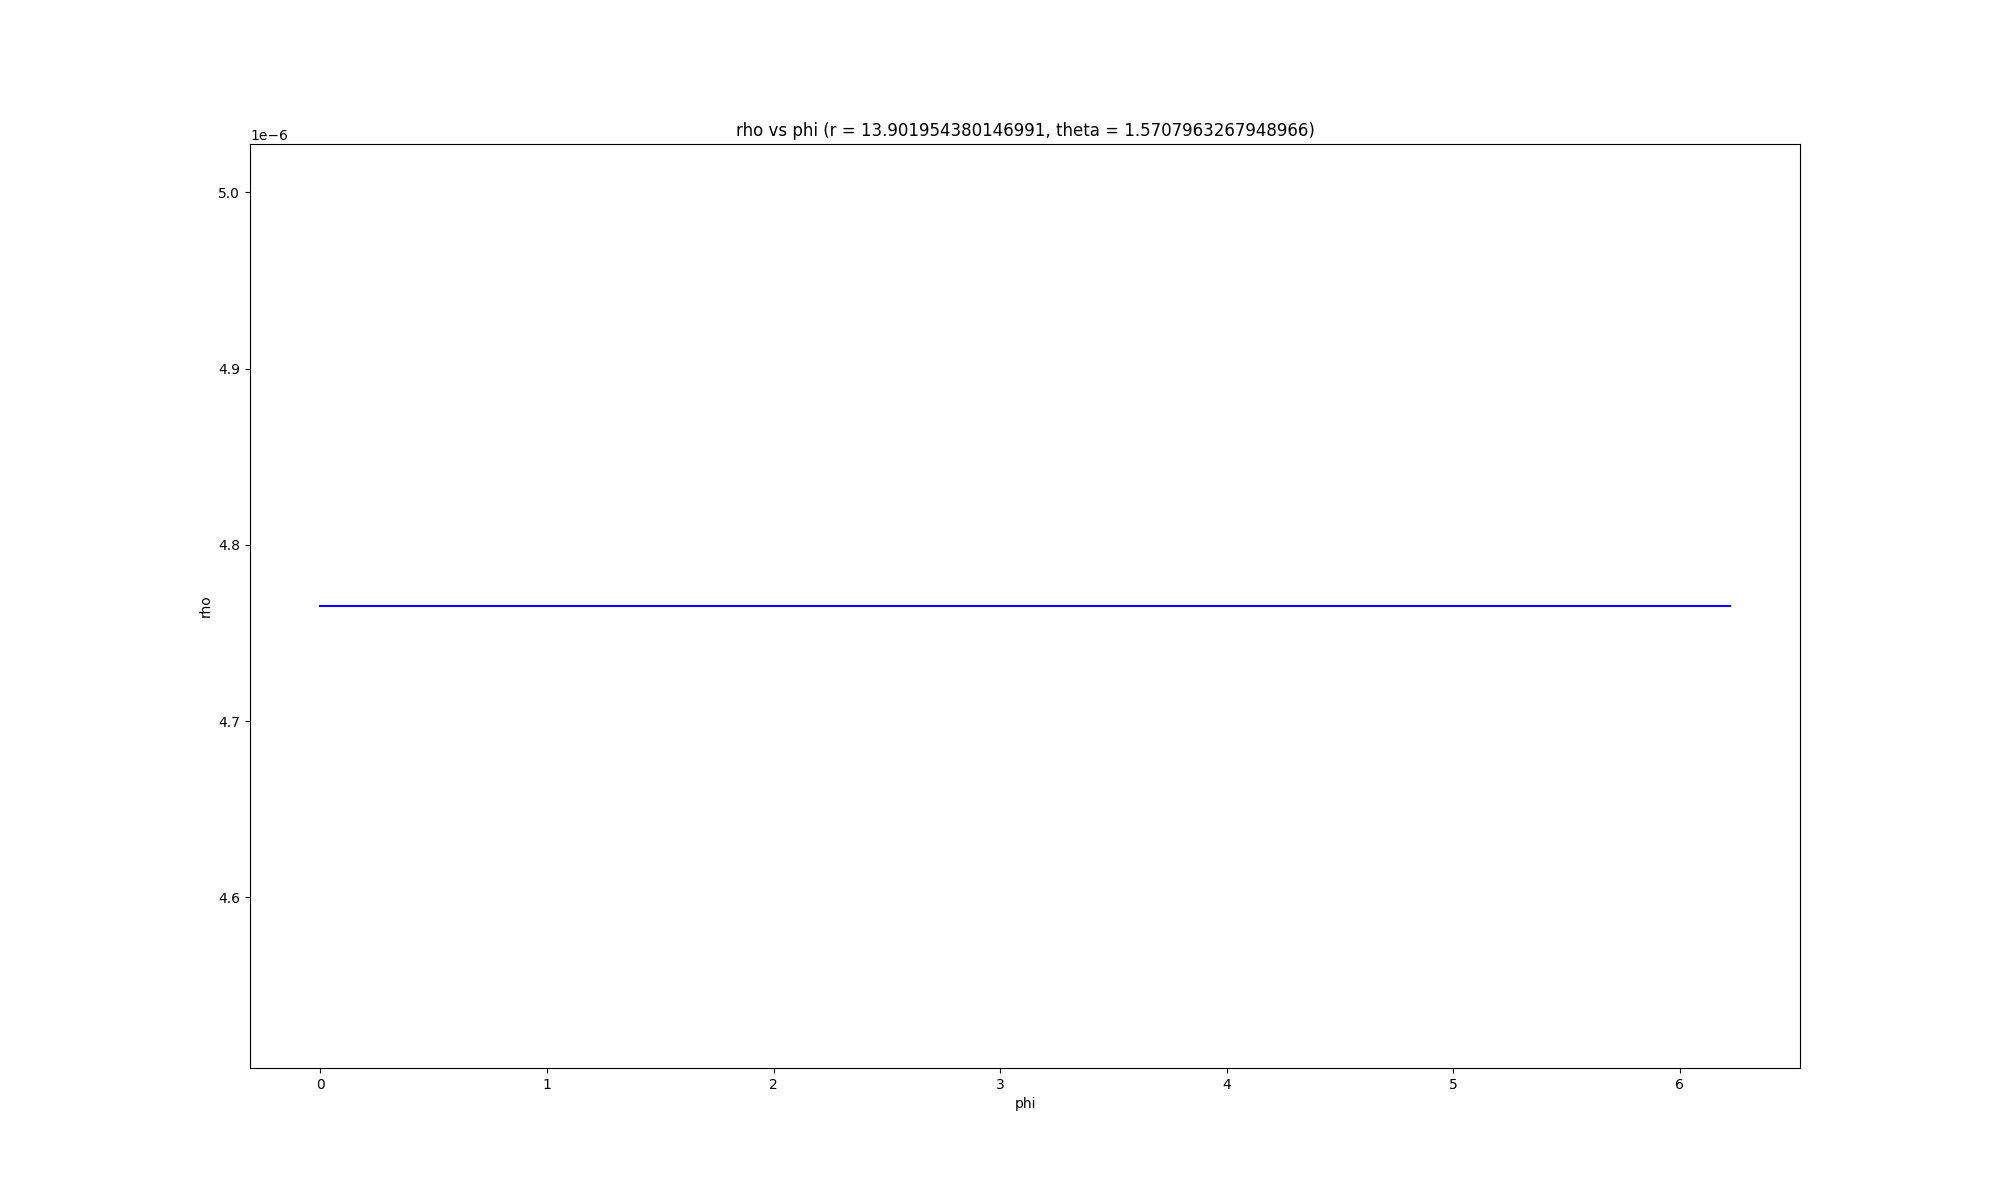 rho vs phi (r = 13.901954380146991, theta = 1.5707963267948966)
1e−6
5.0
4.9
4.8
4.7
4.6
rho
0 1 2 3 4 5 6
phi